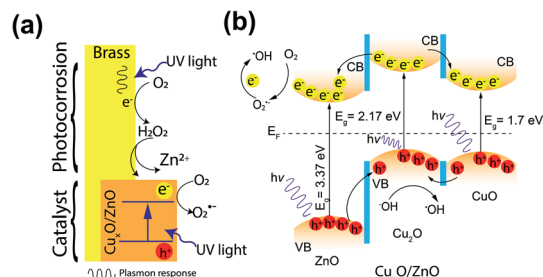 (a)
Brass
UV light
Photocorrosion
e⁻
O₂
H₂O₂
Zn²⁺
Catalyst
CuₓO/ZnO
e⁻
O₂
O₂•⁻
UV light
h⁺
Plasmon response
(b)
•OH
O₂
e⁻
O₂•⁻
CB
e⁻ e⁻ e⁻ e⁻
CB
e⁻
e⁻ e⁻ e⁻ e⁻
CB
e⁻ e⁻ e⁻ e⁻
E_F
E_g = 2.17 eV
E_g = 1.7 eV
hν
hν
hν
E_g = 3.37 eV
h⁺ h⁺ h⁺ h⁺
h⁺ h⁺ h⁺ h⁺
VB
CuO
⁻OH
•OH
h⁺ h⁺ h⁺ h⁺
Cu₂O
VB
ZnO
Cu O/ZnO